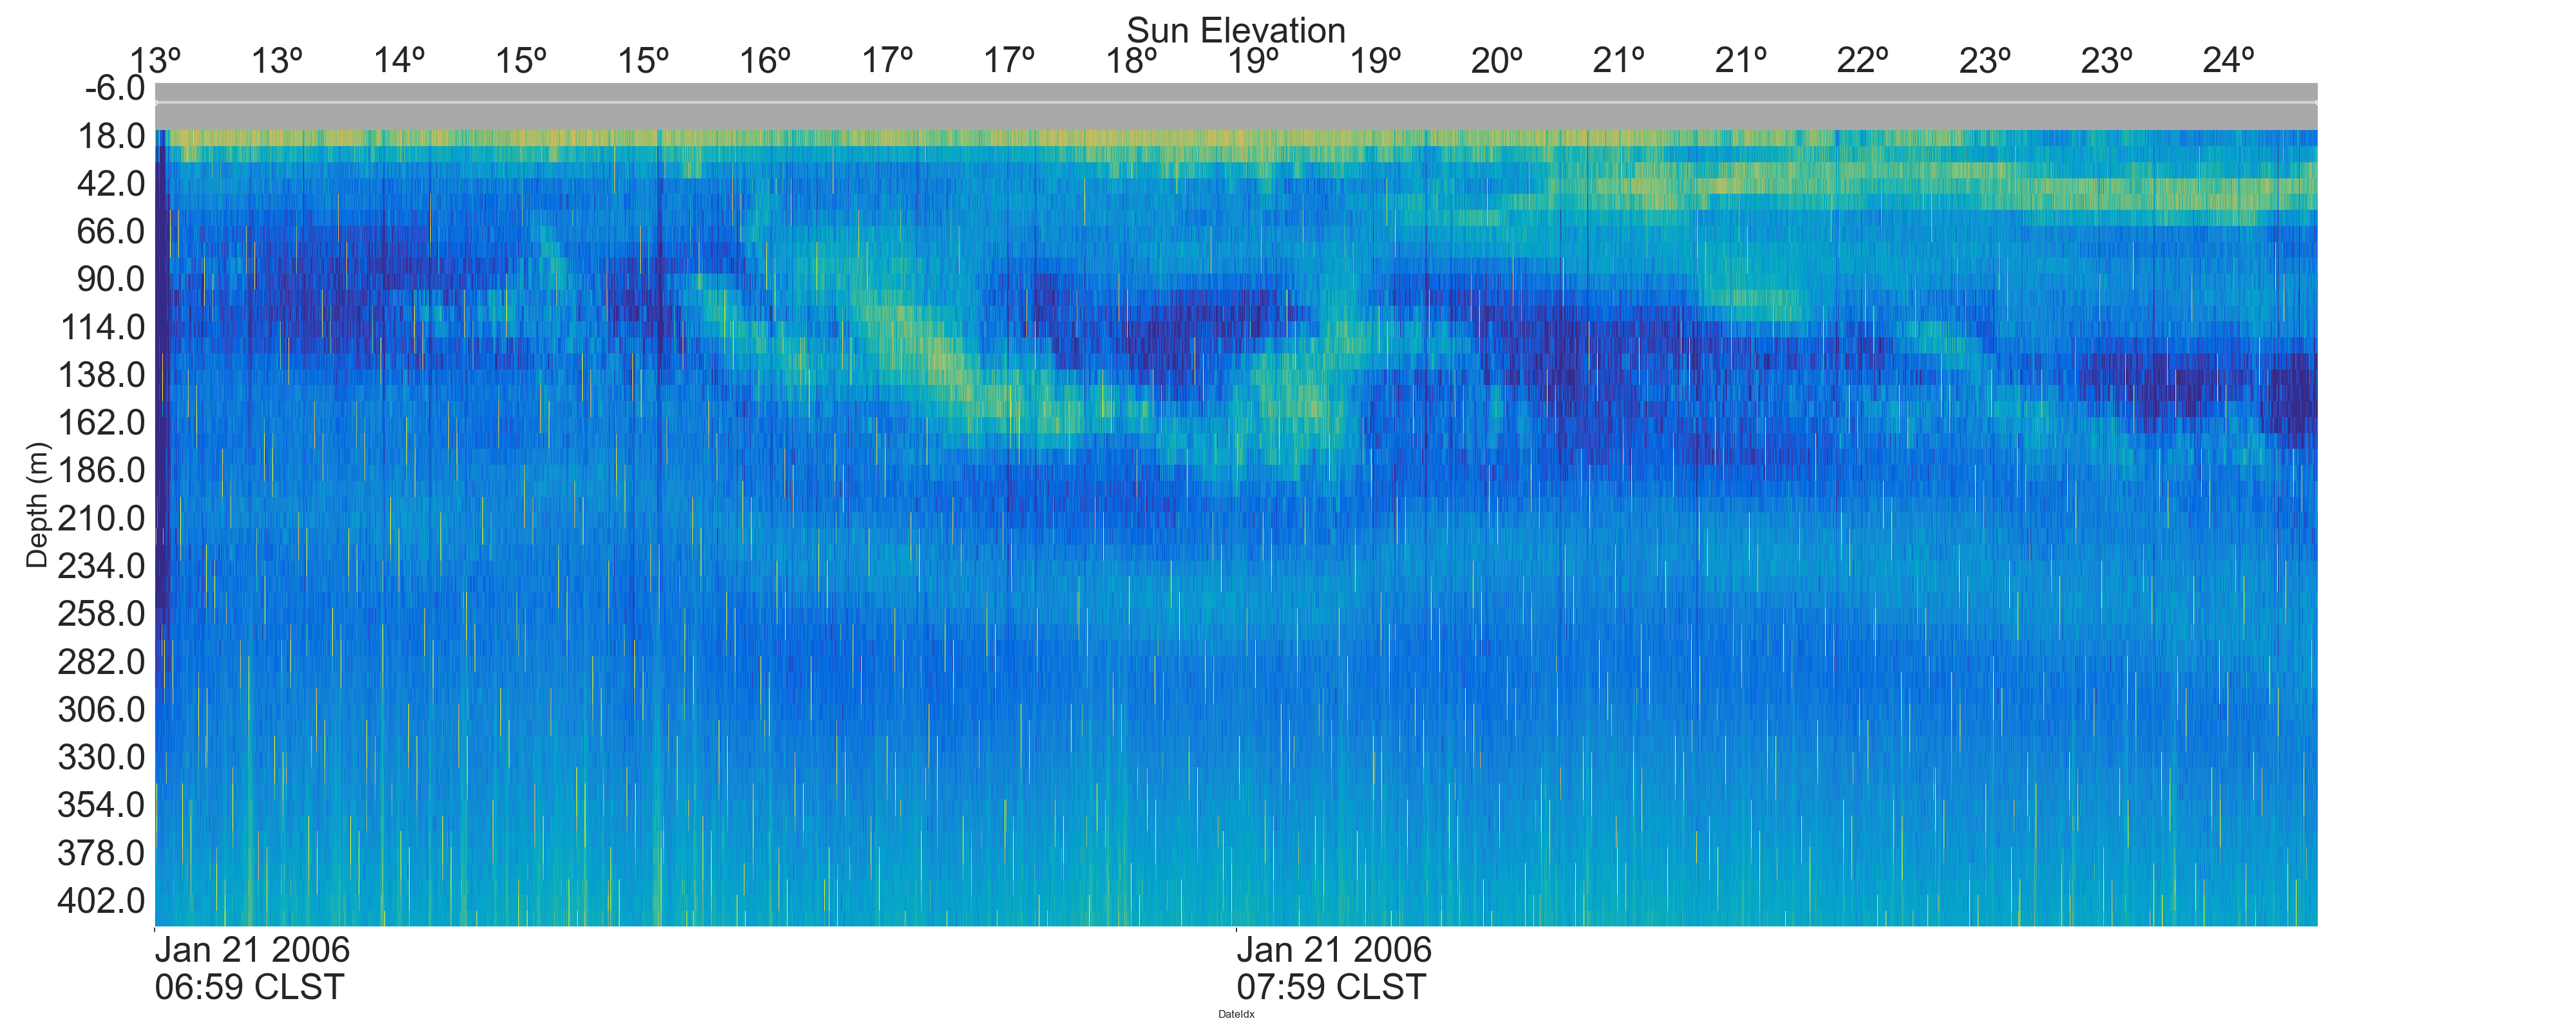 Sun Elevation
13º 13º 14º 15º 15º 16º 17º 17º 18º 19º 19º 20º 21º 21º 22º 23º 23º 24º
-6.0
18.0
42.0
66.0
90.0
114.0
138.0
162.0
186.0
210.0
234.0
258.0
282.0
306.0
330.0
354.0
378.0
402.0
Depth (m)
Jan 21 2006
06:59 CLST
Jan 21 2006
07:59 CLST
DateIdx